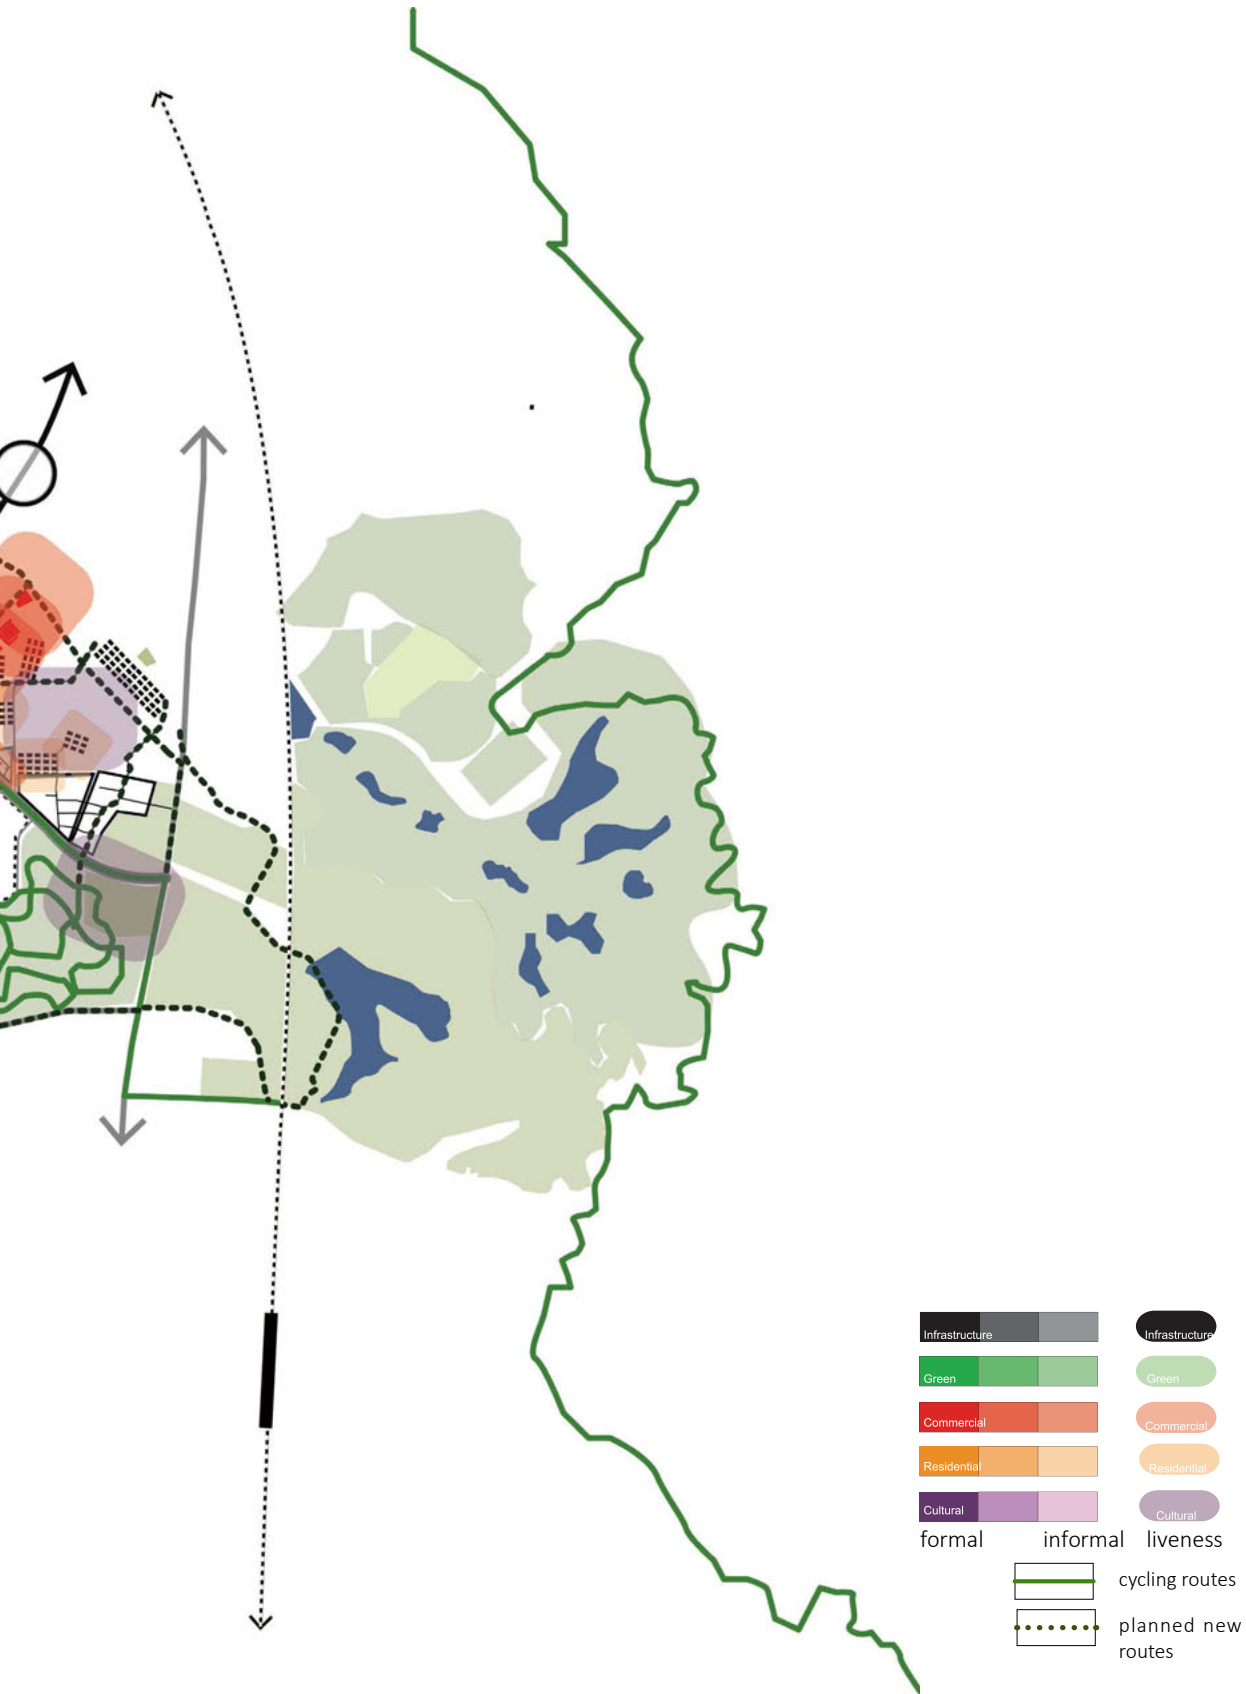 Infrastructure Infrastructure
Green Green
Commercial Commercial
Residential Residential
Cultural Cultural
formal informal liveness
cycling routes
planned new
routes